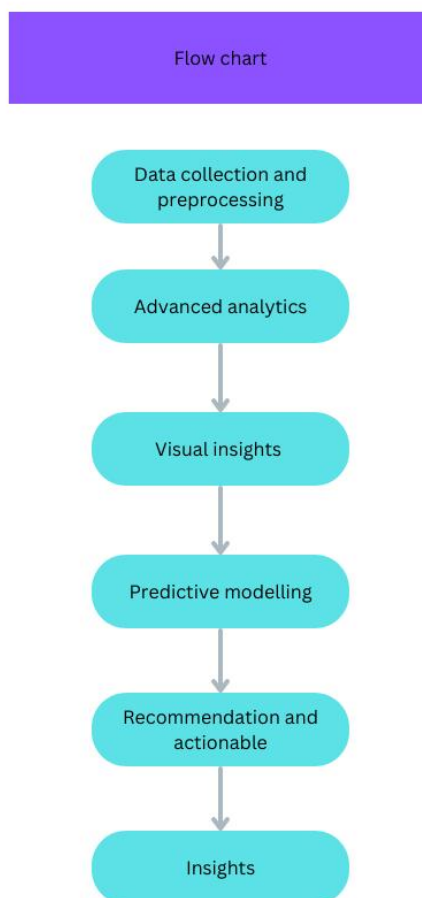 Flow chart
Data collection and
preprocessing
Advanced analytics
Visual insights
Predictive modelling
Recommendation and
actionable
Insights